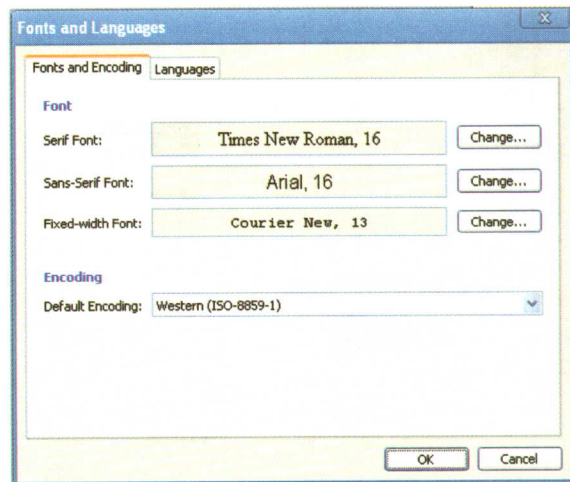 Fonts and Languages
Fonts and Encoding Languages
Font
Serif Font: Times New Roman, 16 Change...
Sans-Serif Font: Arial, 16 Change...
Fixed-width Font: Courier New, 13 Change...
Encoding
Default Encoding: Western (ISO-8859-1)
OK Cancel